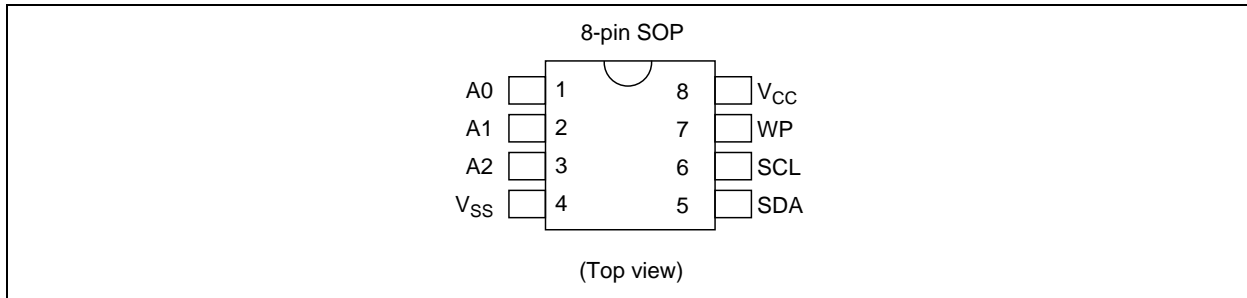 8-pin SOP
A0 1 8 VCC
A1 2 7 WP
A2 3 6 SCL
VSS 4 5 SDA
(Top view)